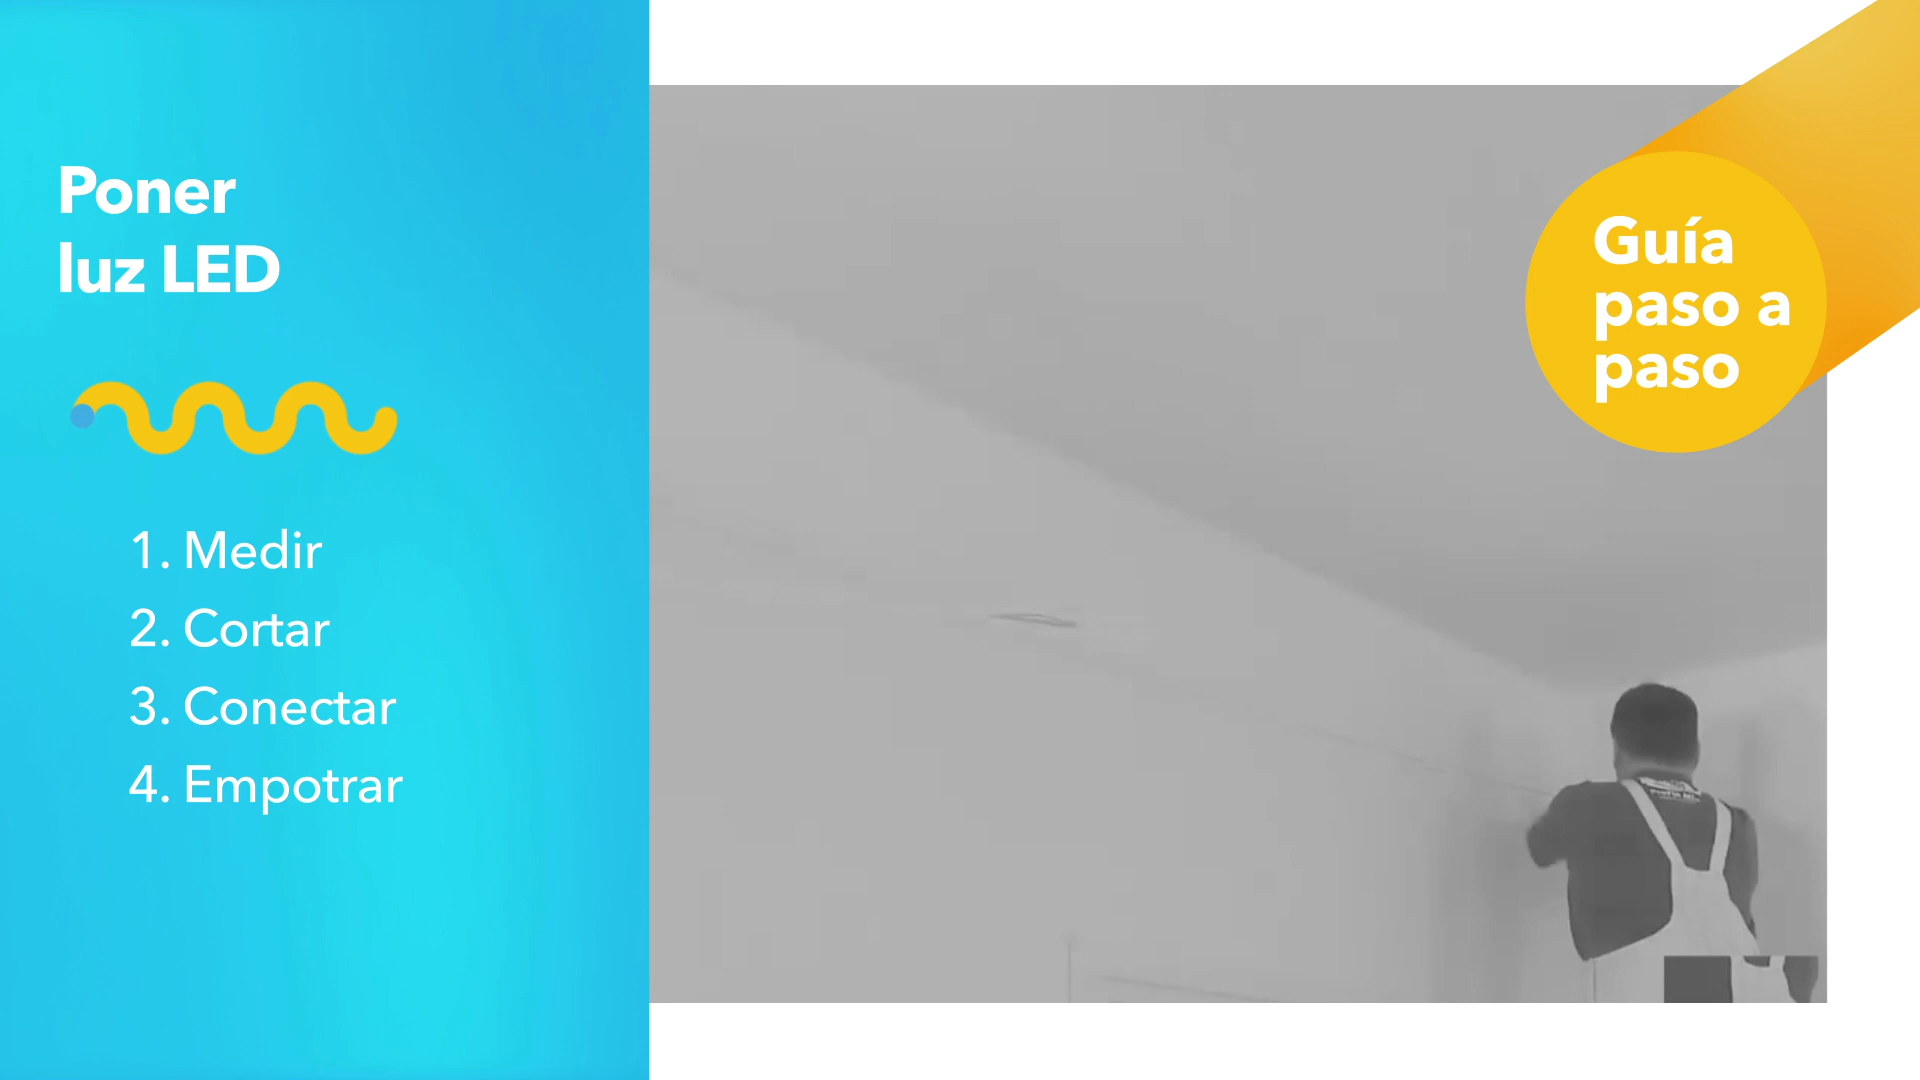 Poner
luz LED
1. Medir
2. Cortar
3. Conectar
4. Empotrar
Guía
paso a
paso